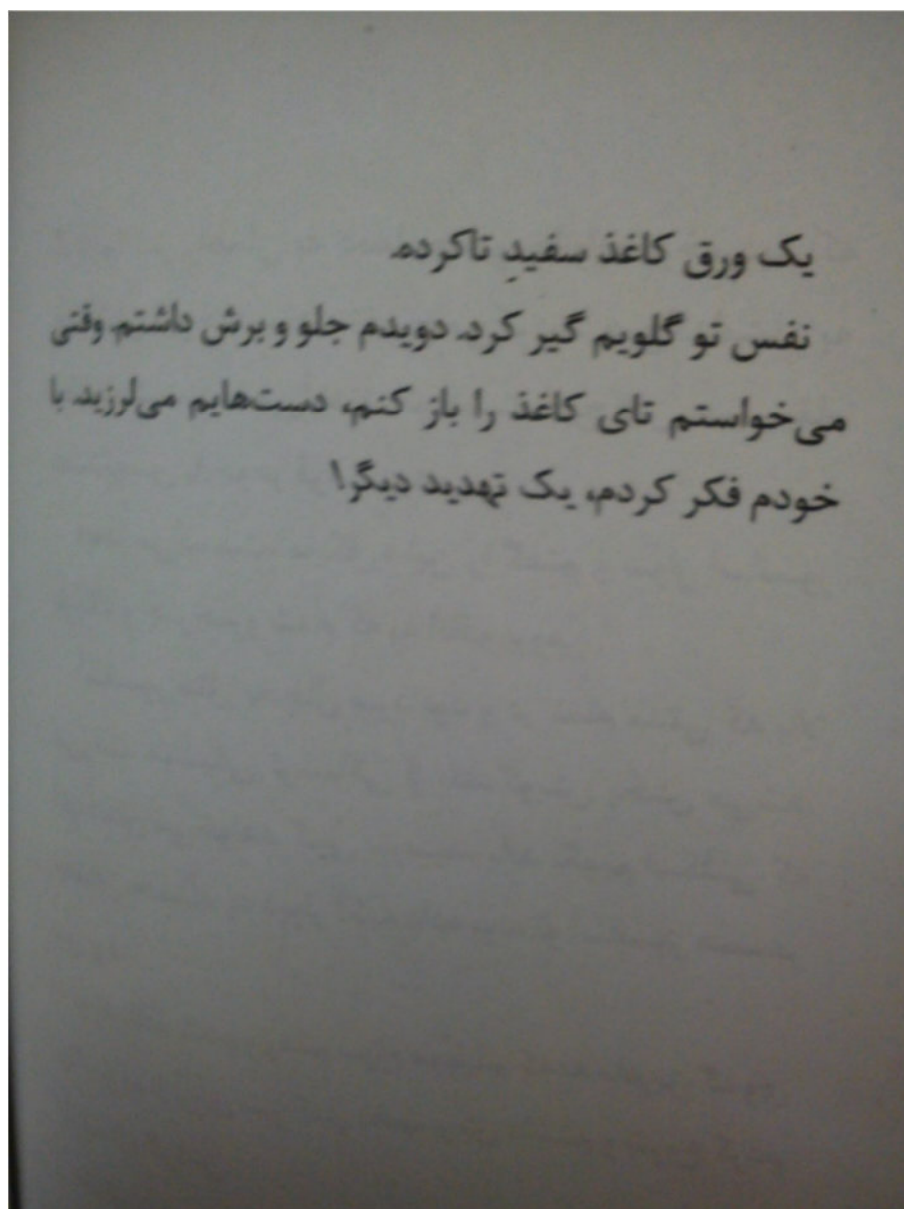 یک ورق کاغذ سفیدِ تاکرده.
نفس تو گلویم گیر کرد. دویدم جلو و برش داشتم. وقتی
می‌خواستم تای کاغذ را باز کنم، دست‌هایم می‌لرزید. با
خودم فکر کردم، یک تهدید دیگر!